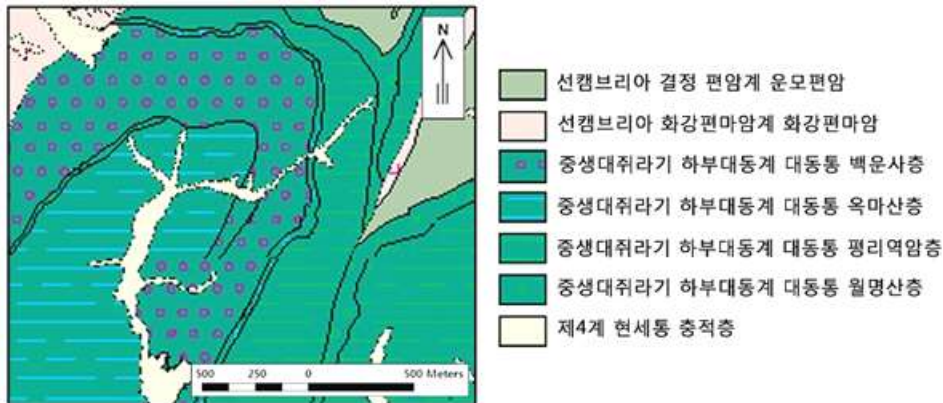 N
선캠브리아 결정 편암계 운모편암
선캠브리아 화강편마암계 화강편마암
중생대쥐라기 하부대동계 대동통 백운사층
중생대쥐라기 하부대동계 대동통 옥마산층
중생대쥐라기 하부대동계 대동통 평리역암층
중생대쥐라기 하부대동계 대동통 월명산층
제4계 현세통 충적층
500 250 0 500 Meters